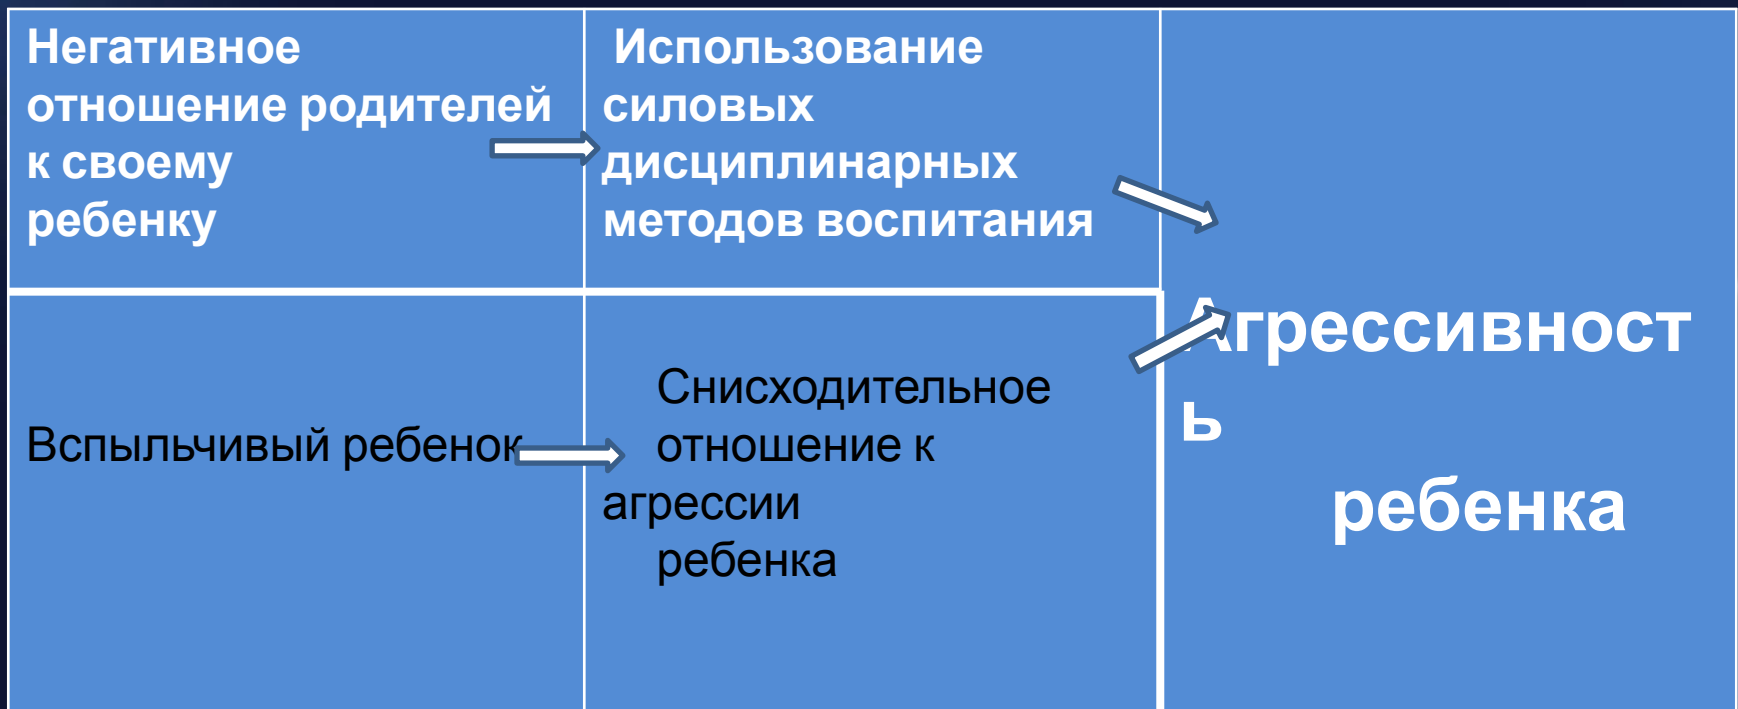 Негативное
отношение родителей
к своему
ребенку
Использование
силовых
дисциплинарных
методов воспитания
Вспыльчивый ребенок
Снисходительное
отношение к
агрессии
ребенка
Агрессивност
ь
ребенка